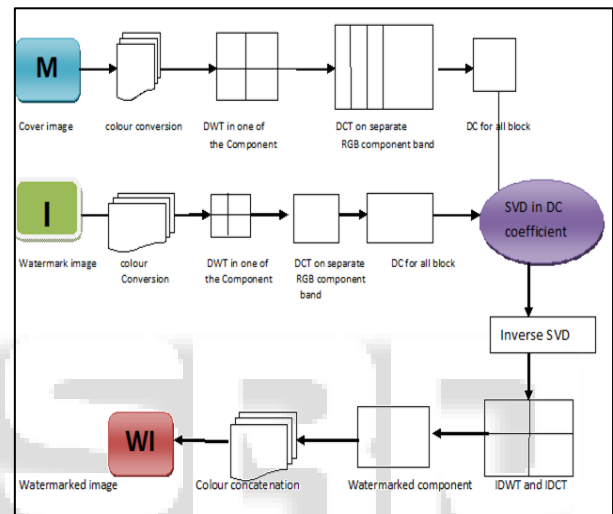 M
Cover image
colour conversion
DWT in one of
the Component
DCT on separate
RGB component band
DC for all block
I
Watermark image
colour
Conversion
DWT in one of
the Component
DCT on separate
RGB component
band
DC for all block
SVD in DC
coefficient
Inverse SVD
WI
Watermarked image
Colour concatenation
Watermarked component
IDWT and IDCT